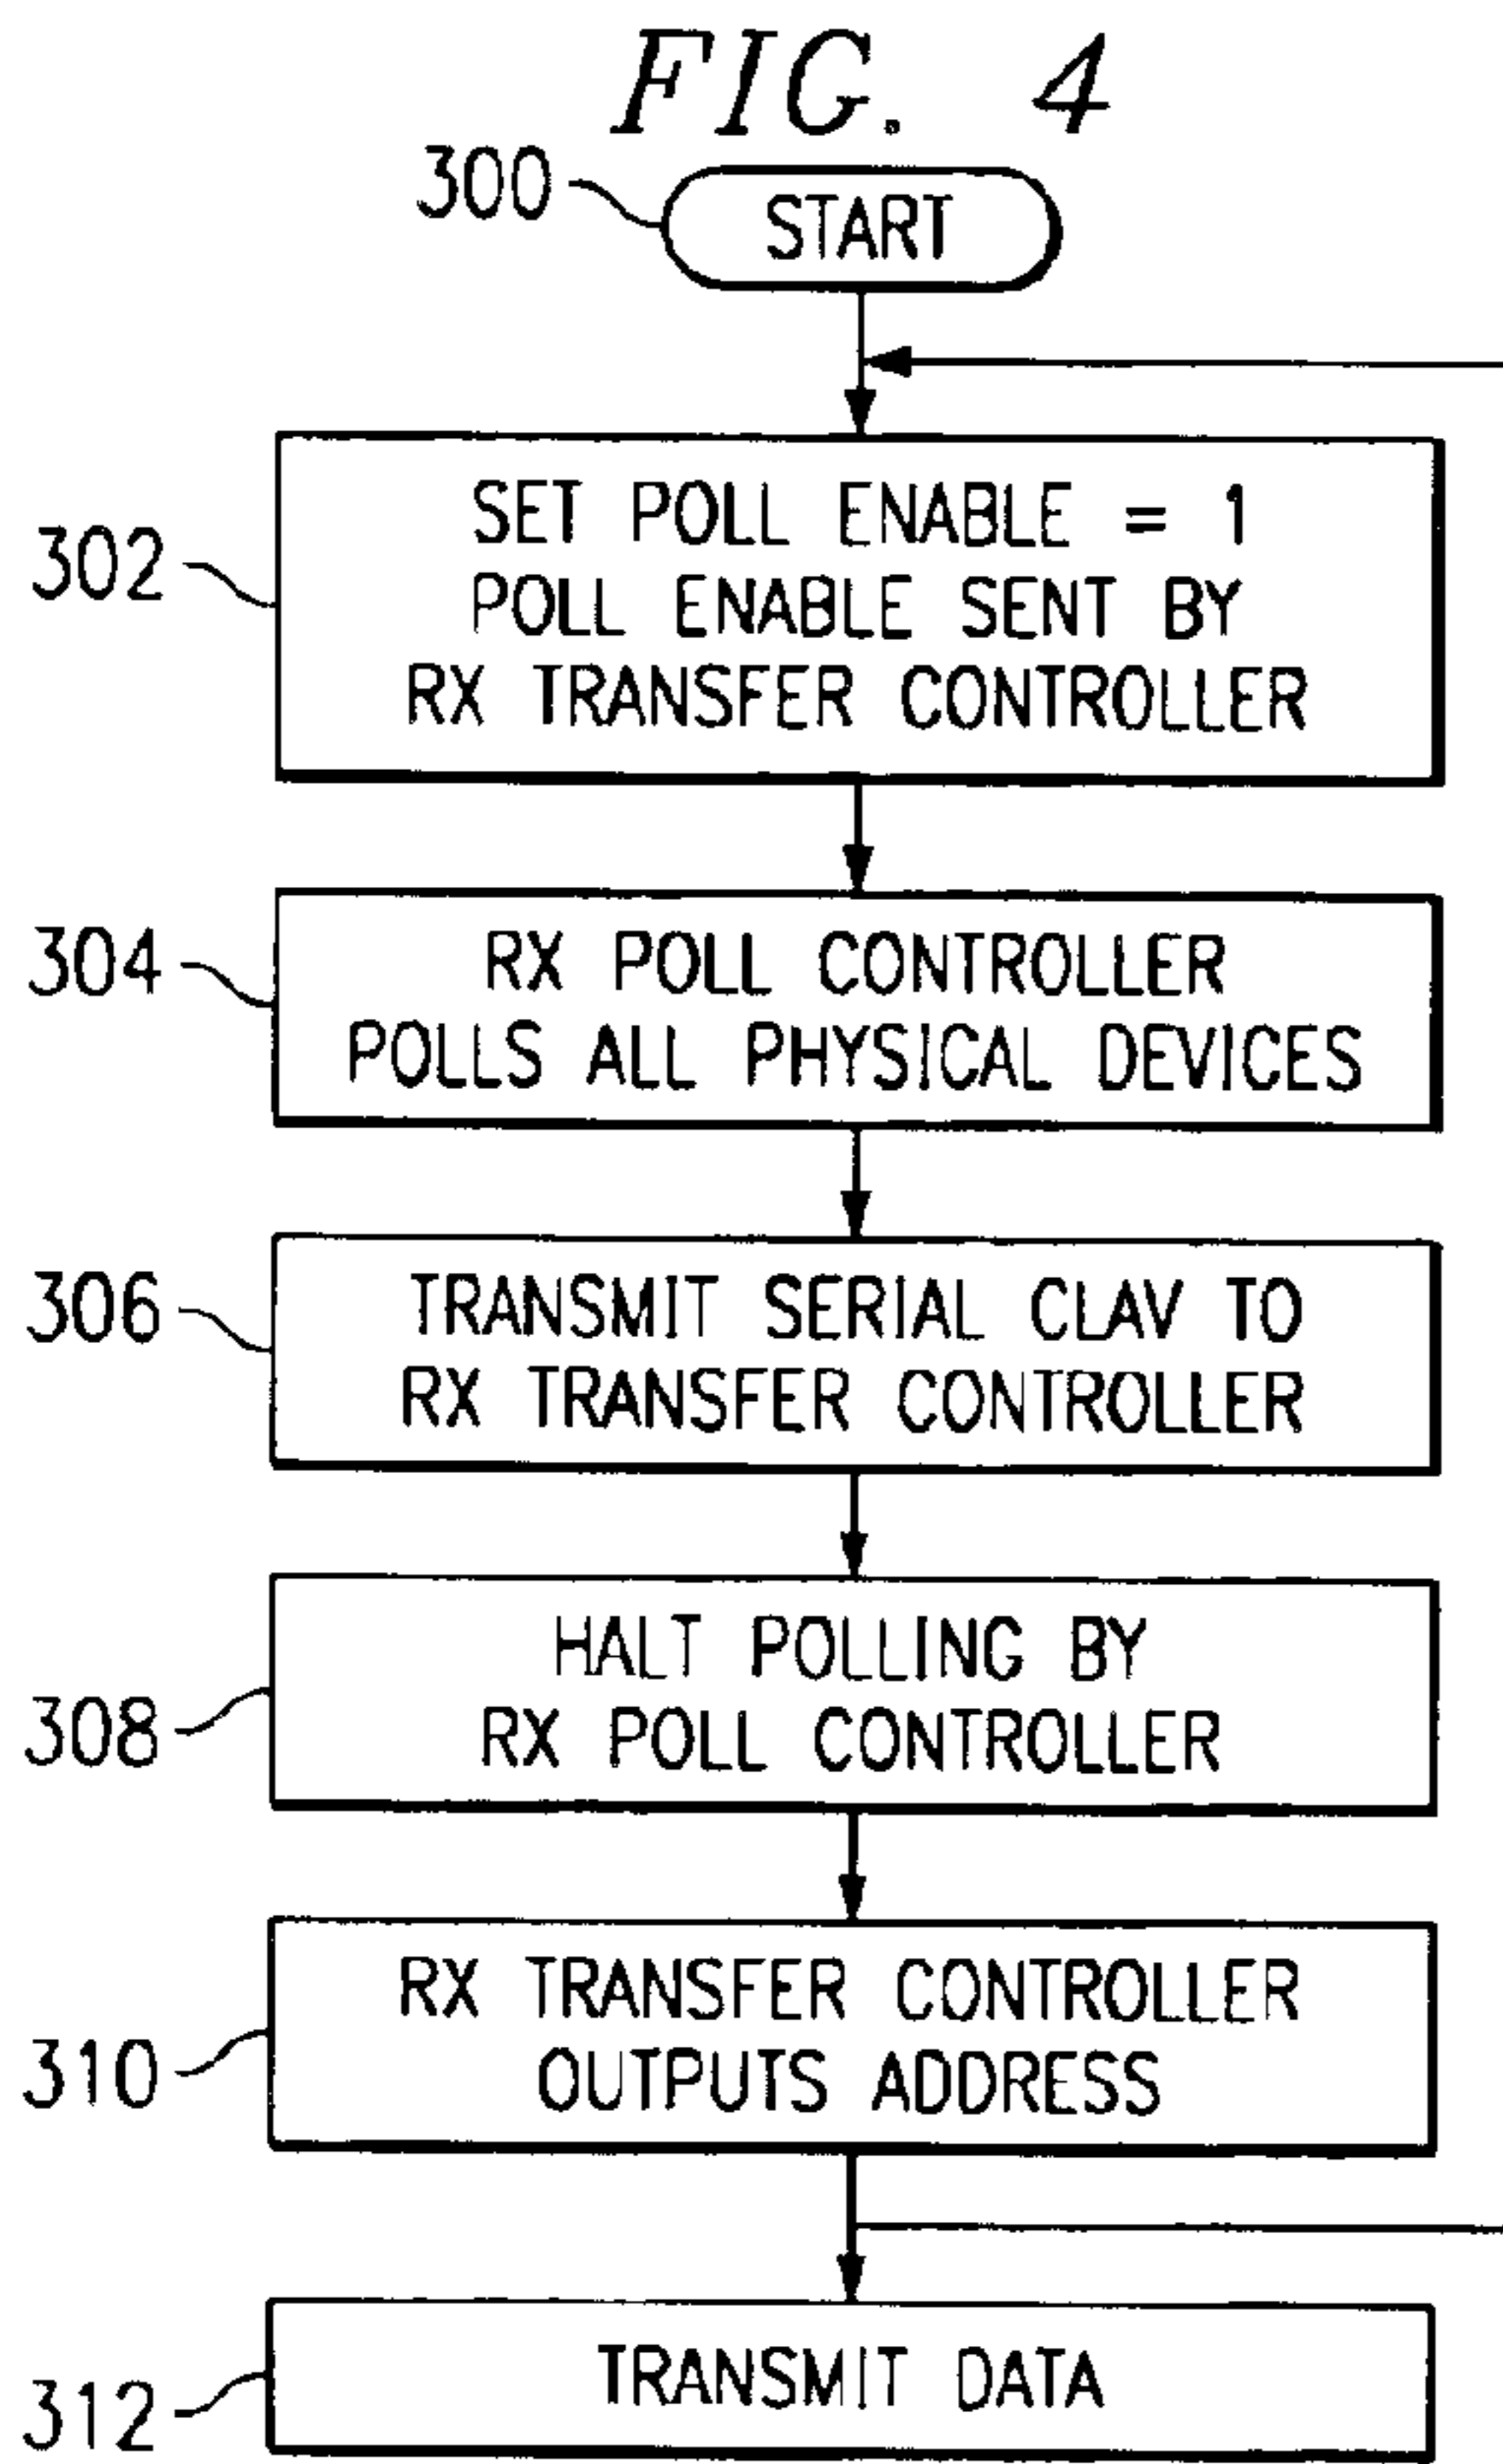 FIG. 4
300
START
302
SET POLL ENABLE = 1
POLL ENABLE SENT BY
RX TRANSFER CONTROLLER
304
RX POLL CONTROLLER
POLLS ALL PHYSICAL DEVICES
306
TRANSMIT SERIAL CLAV TO
RX TRANSFER CONTROLLER
308
HALT POLLING BY
RX POLL CONTROLLER
310
RX TRANSFER CONTROLLER
OUTPUTS ADDRESS
312
TRANSMIT DATA